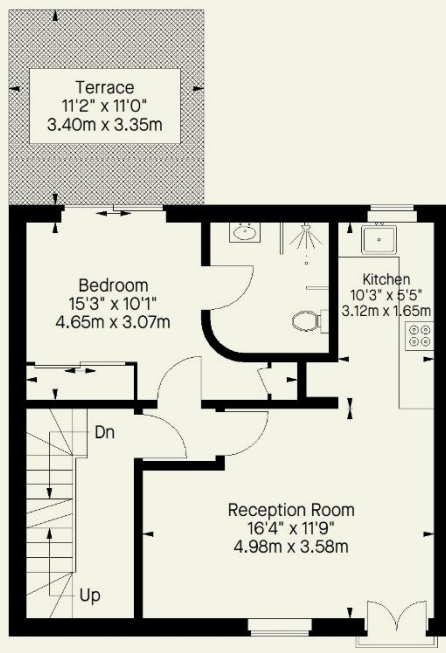 Terrace
11'2" x 11'0"
3.40m x 3.35m
Bedroom
15'3" x 10'1"
4.65m x 3.07m
Kitchen
10'3" x 5'5"
3.12m x 1.65m
Dn
Reception Room
16'4" x 11'9"
4.98m x 3.58m
Up